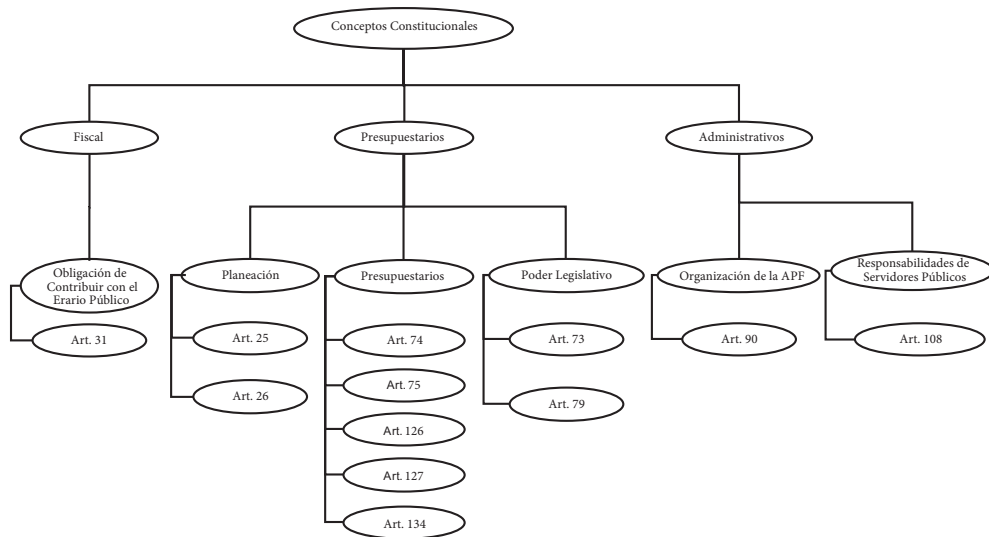 Conceptos Constitucionales
Fiscal
Presupuestarios
Administrativos
Obligación de
Contribuir con el
Erario Público
Planeación
Presupuestarios
Poder Legislativo
Organización de la APF
Responsabilidades de
Servidores Públicos
Art. 31
Art. 25
Art. 74
Art. 73
Art. 90
Art. 108
Art. 75
Art. 26
Art. 79
Art. 126
Art. 127
Art. 134